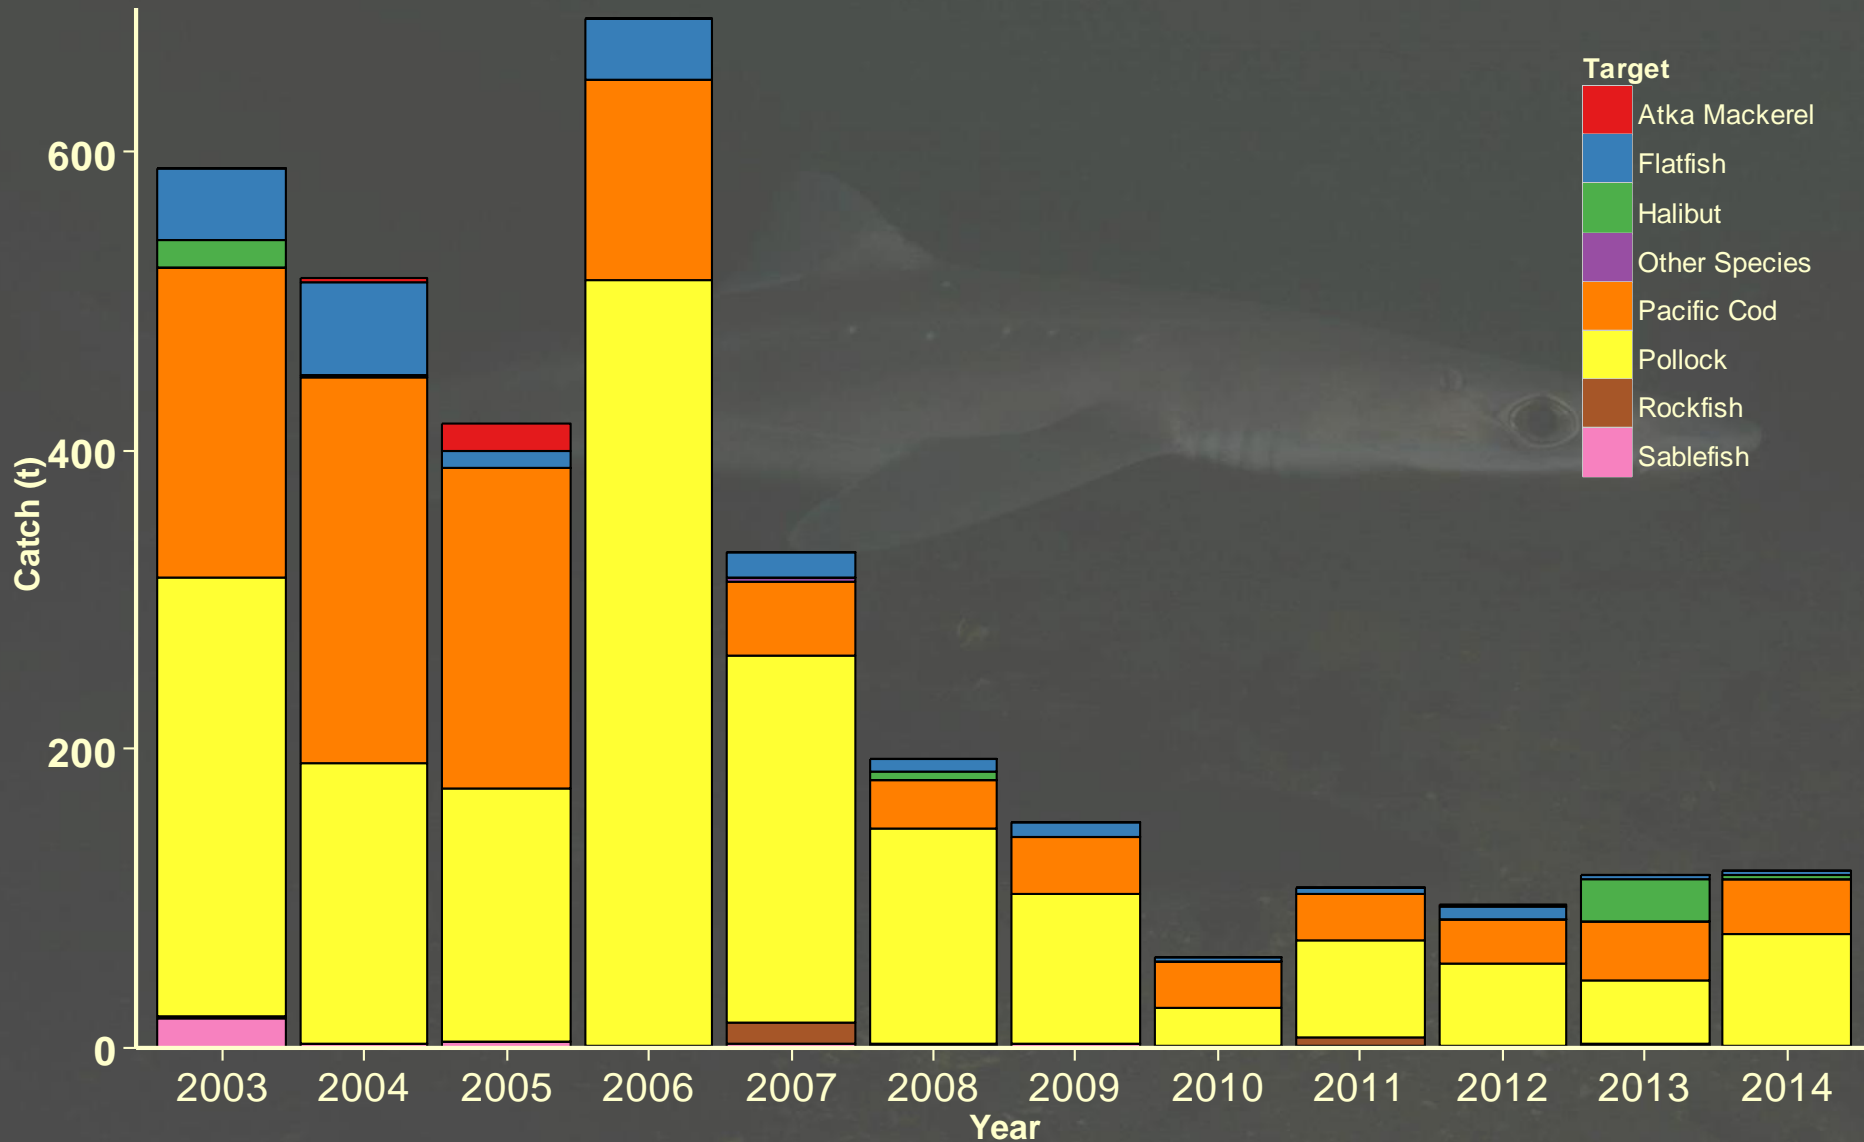 Target
Atka Mackerel
Flatfish
Halibut
Other Species
Pacific Cod
Pollock
Rockfish
Sablefish
600
400
200
0
Catch (t)
2003 2004 2005 2006 2007 2008 2009 2010 2011 2012 2013 2014
Year